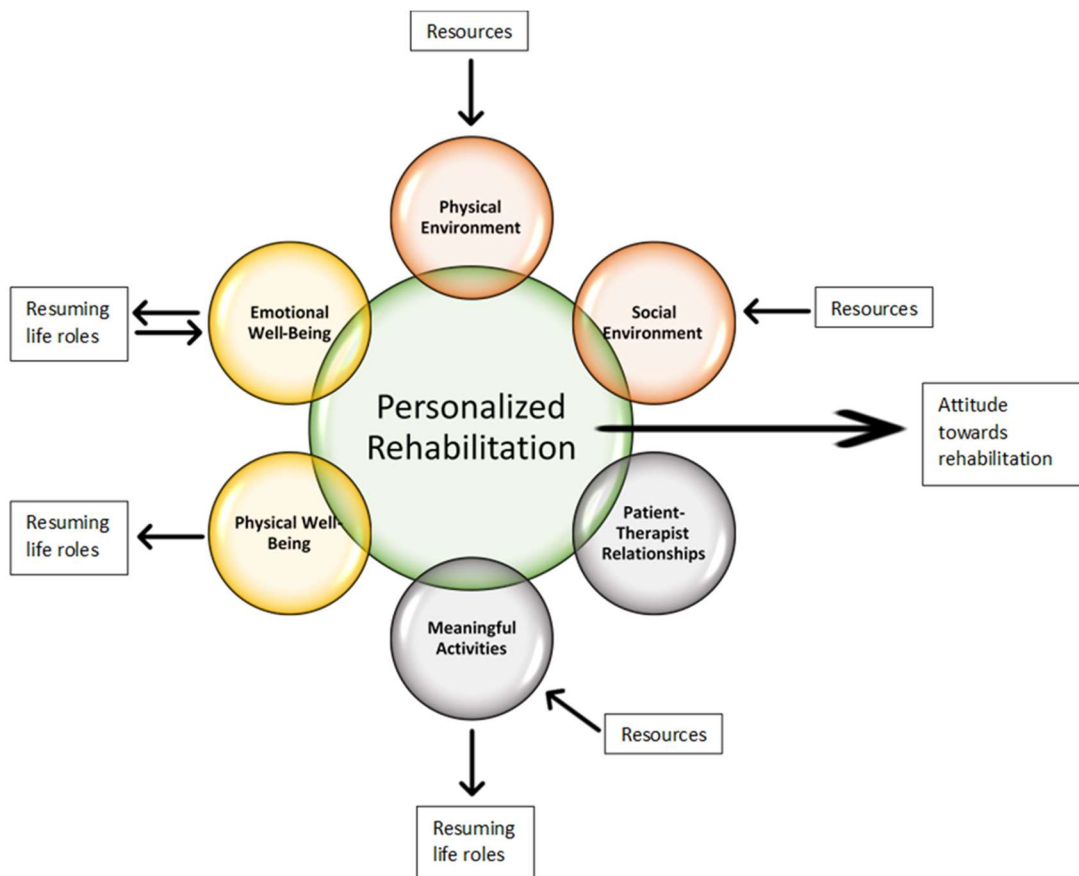 Resources
Physical
Environment
Emotional
Well-Being
Social
Environment
Resuming
life roles
Resources
Personalized
Rehabilitation
Attitude
towards
rehabilitation
Physical Well-
Being
Resuming
life roles
Patient-
Therapist
Relationships
Meaningful
Activities
Resources
Resuming
life roles